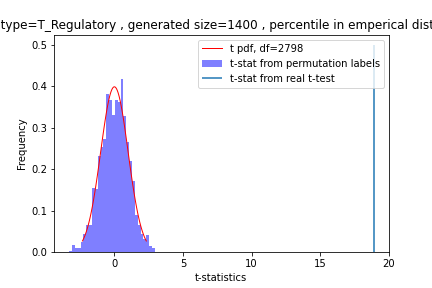 type=T_Regulatory , generated size=1400 , percentile in emperical dist
t pdf, df=2798
t-stat from permutation labels
t-stat from real t-test
Frequency
0.5
0.4
0.3
0.2
0.1
0.0
0
5
10
15
20
t-statistics